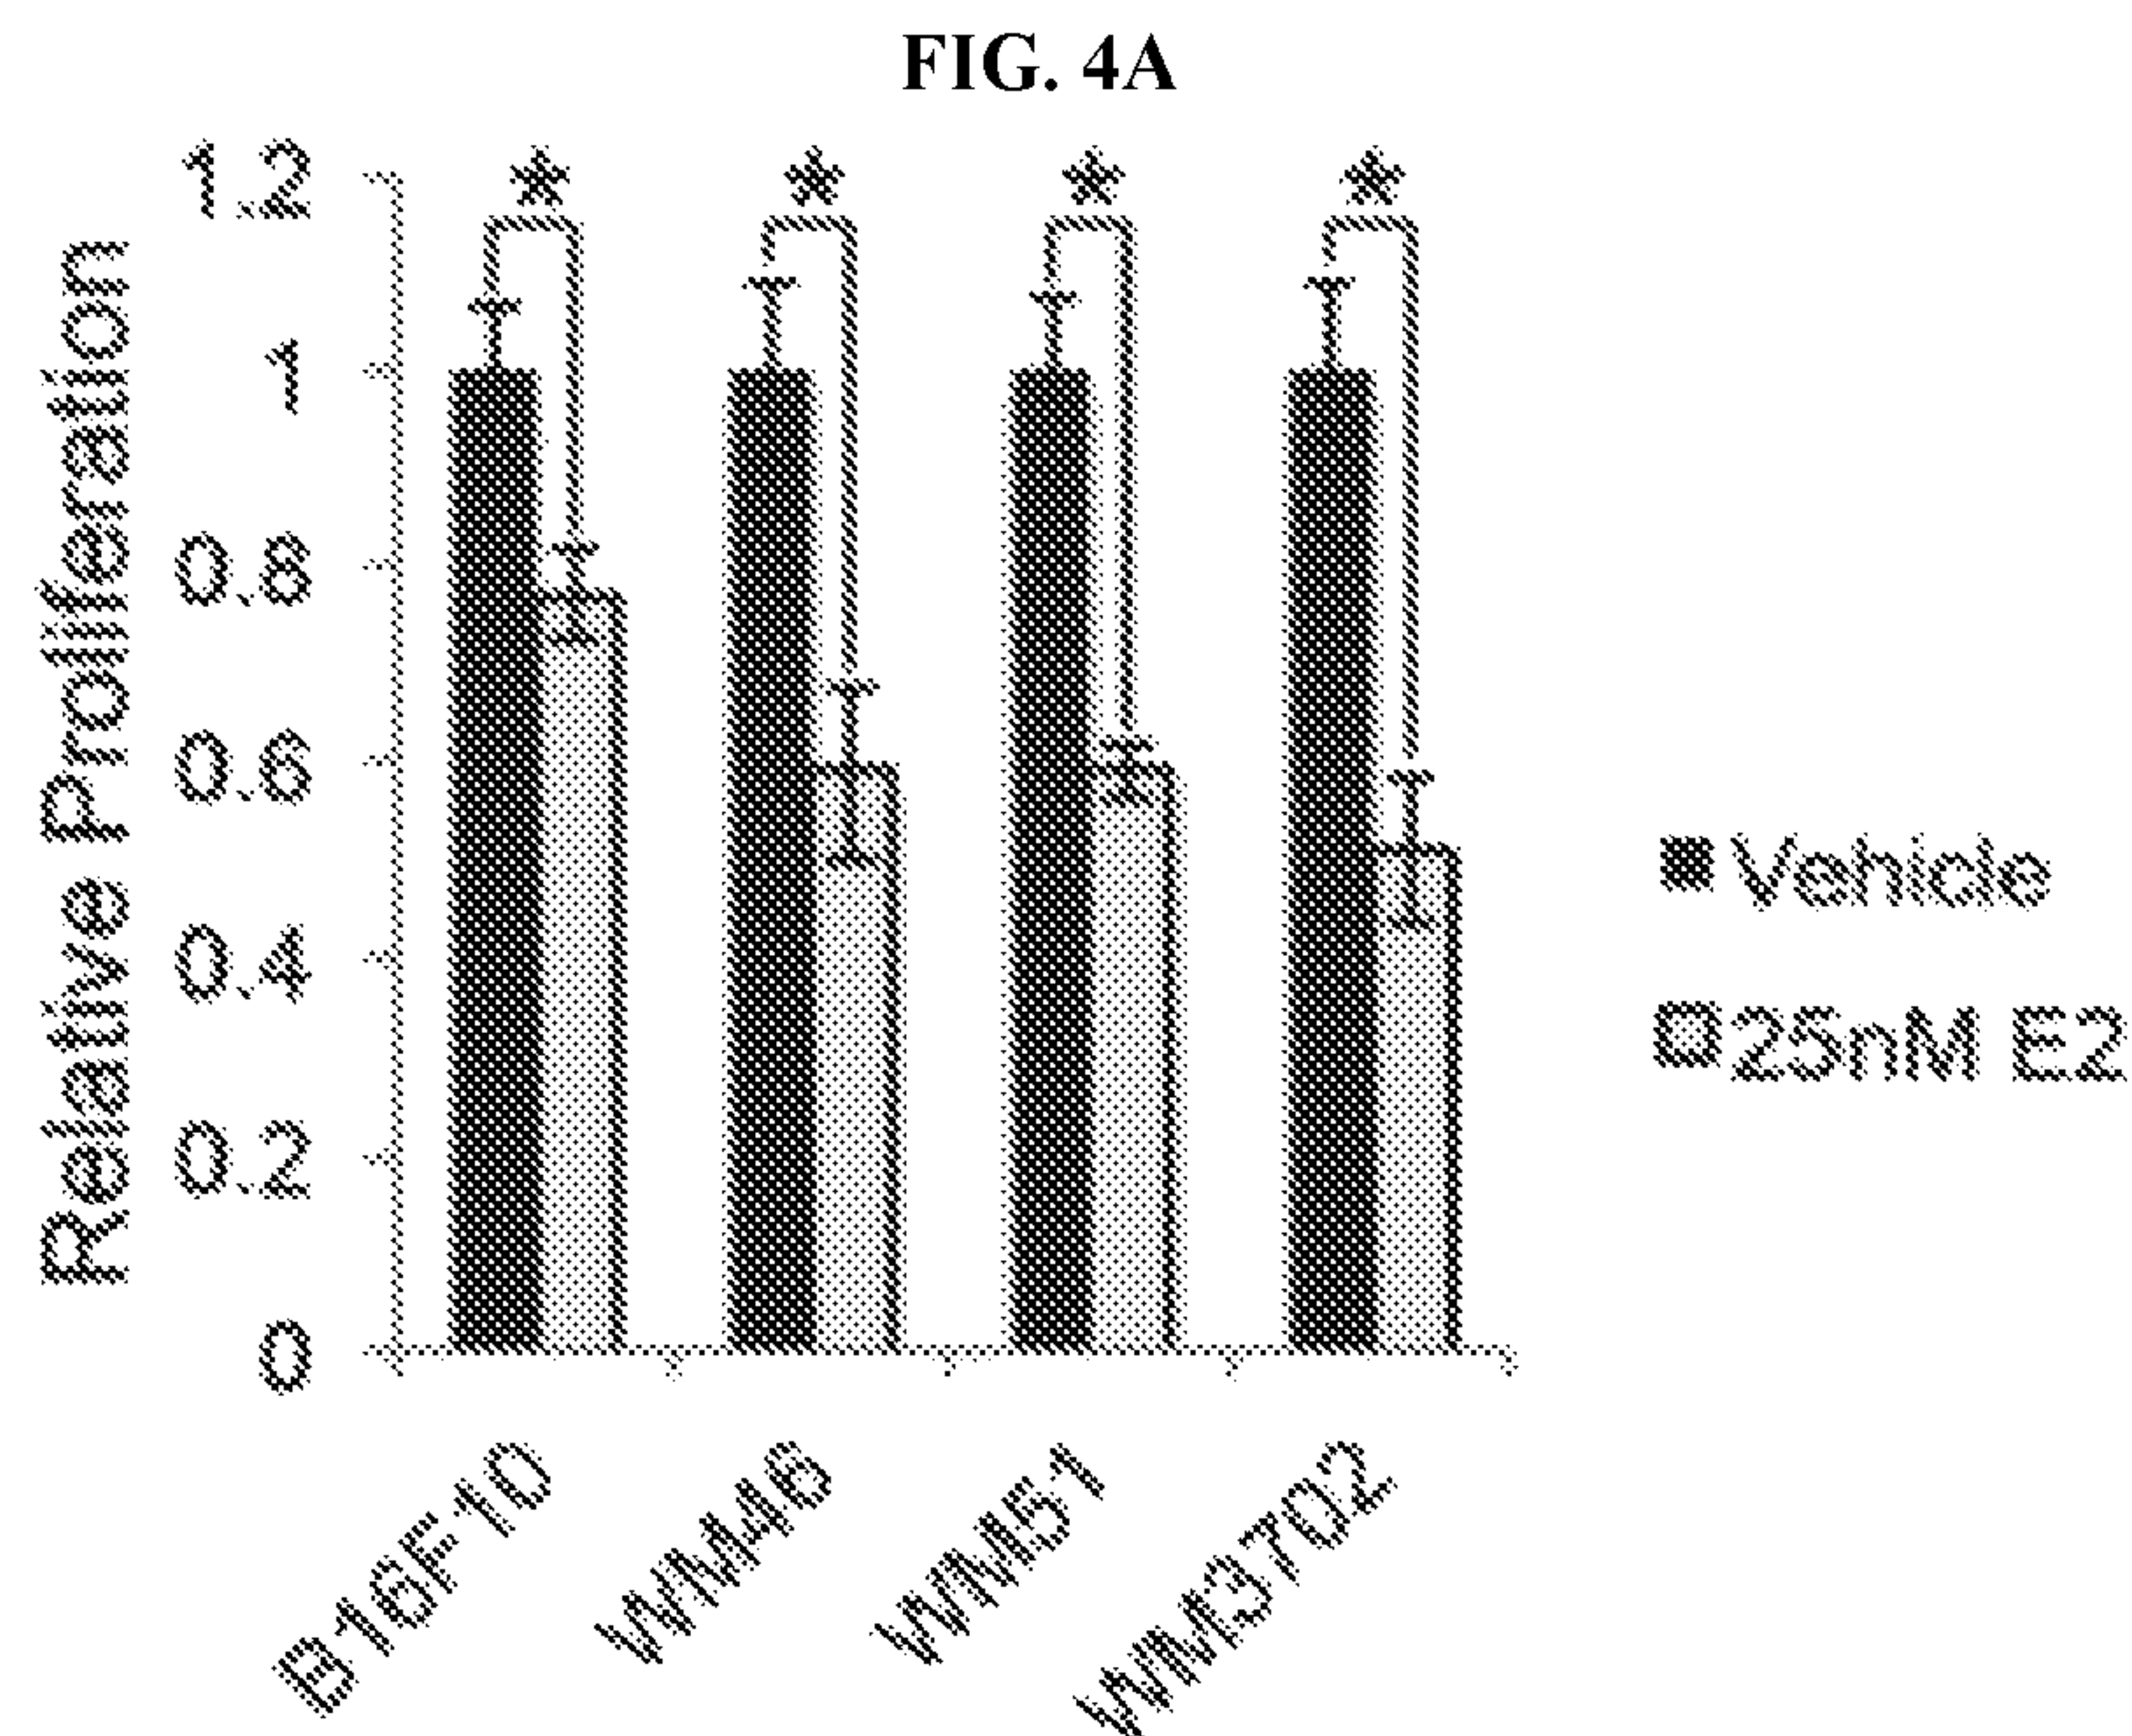 FIG. 4A
Relative Proliferation
1.2
1
0.8
0.6
0.4
0.2
0
*
*
*
*
B16F10
WM46
WM51
WM3702
Vehicle
25nM E2